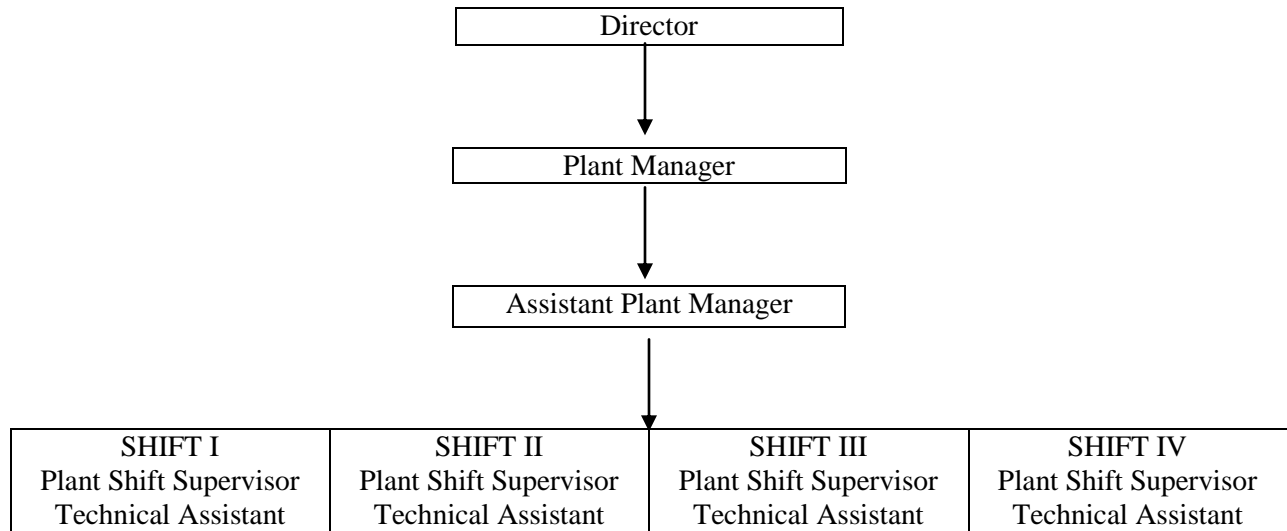 Director
Plant Manager
Assistant Plant Manager
SHIFT I
Plant Shift Supervisor
Technical Assistant
SHIFT II
Plant Shift Supervisor
Technical Assistant
SHIFT III
Plant Shift Supervisor
Technical Assistant
SHIFT IV
Plant Shift Supervisor
Technical Assistant